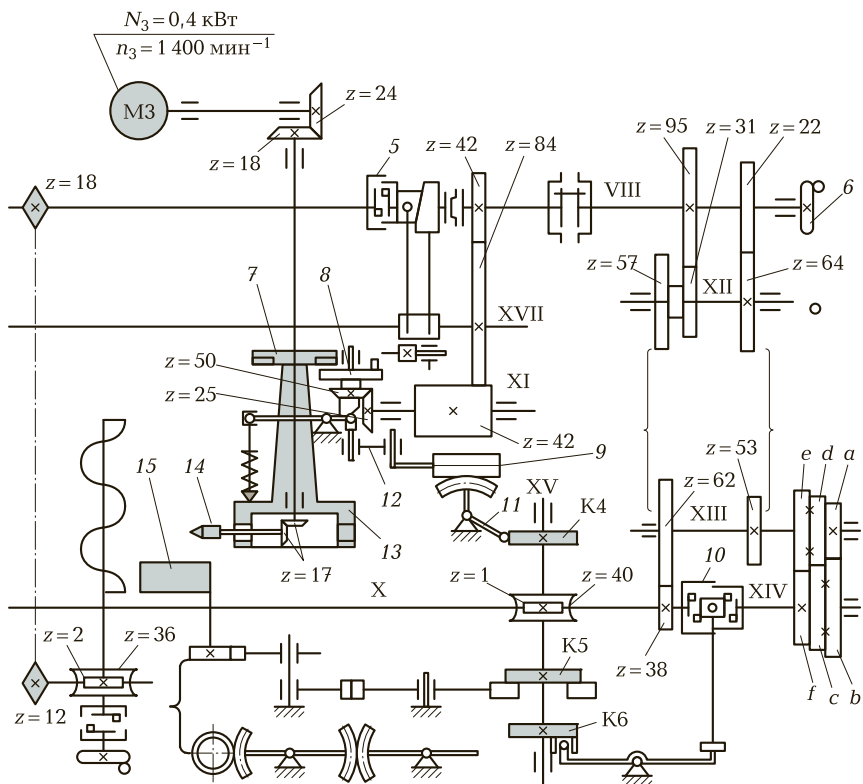 N₃ = 0,4 кВт
n₃ = 1 400 мин⁻¹
М3
z = 24
z = 18
5
z = 42
z = 84
z = 95
z = 31
z = 22
z = 18
VIII
6
z = 57
XII
z = 64
7
8
XVII
z = 50
z = 25
XI
z = 42
9
12
15
14
13
11
XV
К4
z = 62
z = 53
XIII
e
d
a
z = 17
X
z = 1
z = 40
10
XIV
z = 2
z = 36
z = 38
К5
f
c
b
z = 12
К6